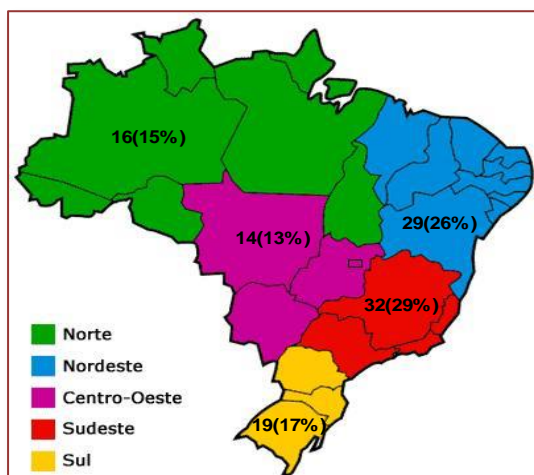 16(15%)
29(26%)
14(13%)
32(29%)
19(17%)
Norte
Nordeste
Centro-Oeste
Sudeste
Sul